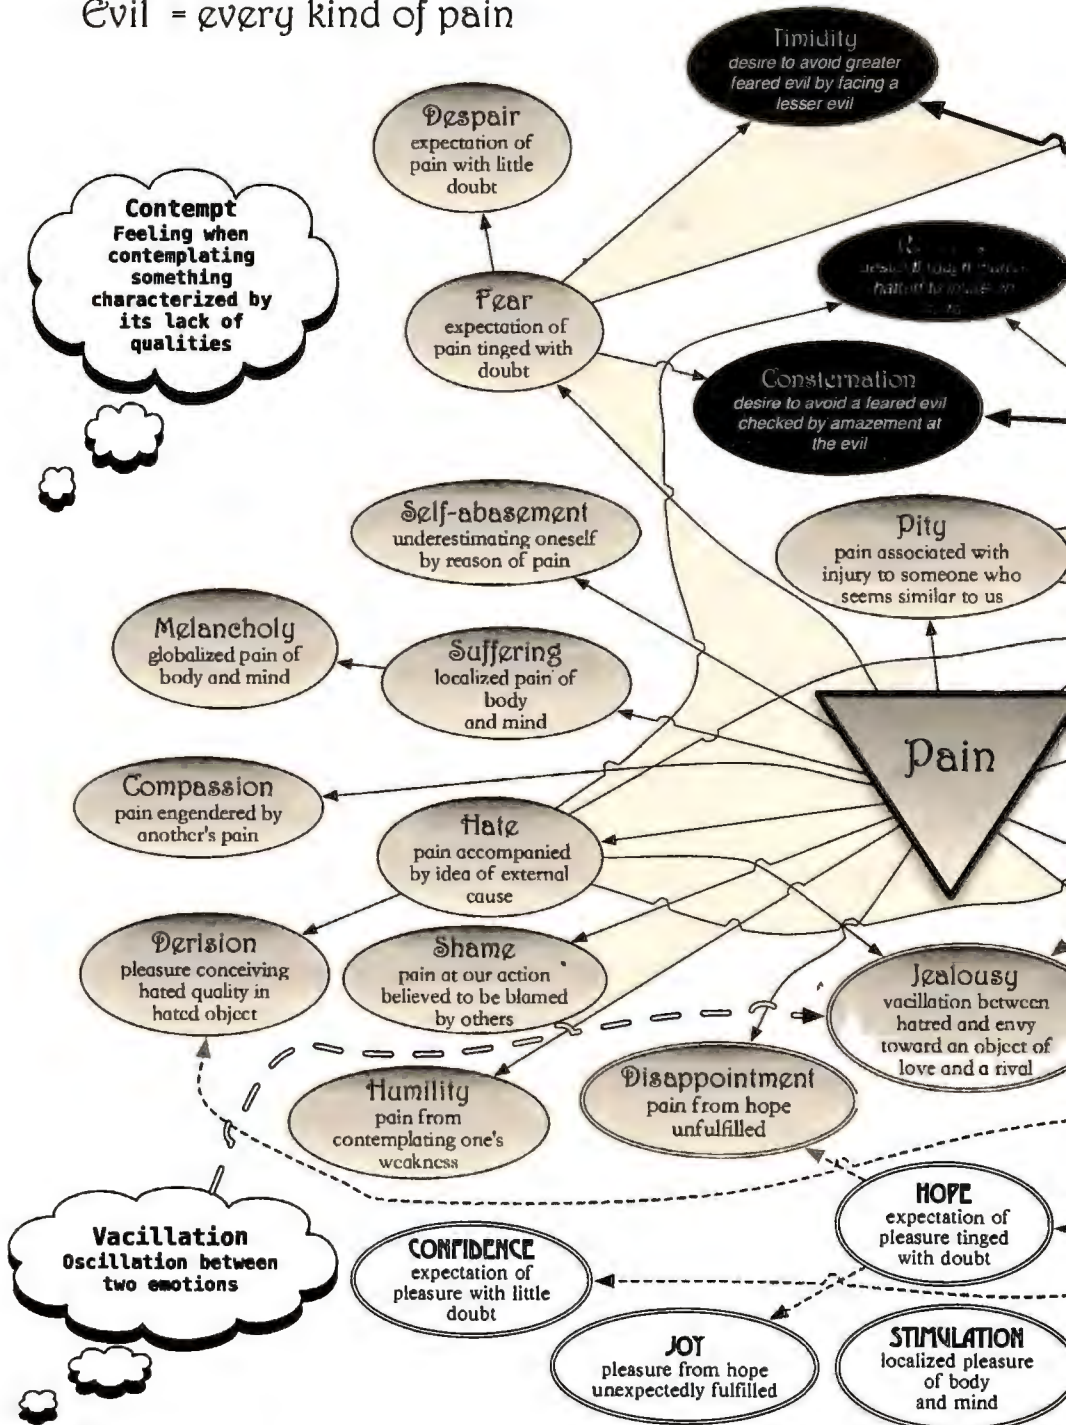 Evil = every kind of pain
Timidity
desire to avoid greater
feared evil by facing a
lesser evil
Despair
expectation of
pain with little
doubt
Contempt
Feeling when
contemplating
something
characterized by
its lack of
qualities
Fear
expectation of
pain tinged with
doubt
Consternation
desire to avoid a feared evil
checked by amazement at
the evil
Self-abasement
underestimating oneself
by reason of pain
Pity
pain associated with
injury to someone who
seems similar to us
Melancholy
globalized pain of
body and mind
Suffering
localized pain of
body
and mind
Pain
Compassion
pain engendered by
another's pain
Hate
pain accompanied
by idea of external
cause
Derision
pleasure conceiving
hated quality in
hated object
Shame
pain at our action
believed to be blamed
by others
Jealousy
vacillation between
hatred and envy
toward an object of
love and a rival
Humility
pain from
contemplating one's
weakness
Disappointment
pain from hope
unfulfilled
HOPE
expectation of
pleasure tinged
with doubt
Vacillation
Oscillation between
two emotions
CONFIDENCE
expectation of
pleasure with little
doubt
JOY
pleasure from hope
unexpectedly fulfilled
STIMULATION
localized pleasure
of body
and mind